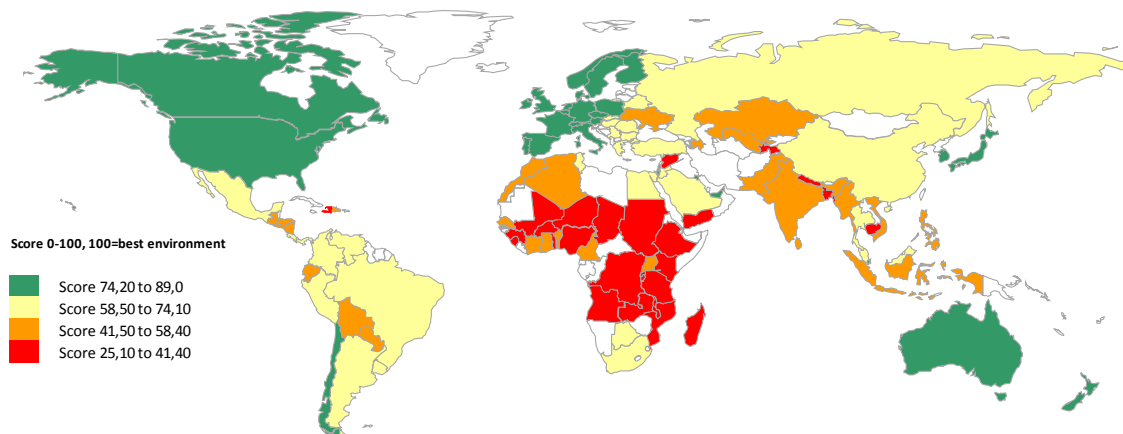 Score 0-100, 100=best environment
Score 74,20 to 89,0
Score 58,50 to 74,10
Score 41,50 to 58,40
Score 25,10 to 41,40